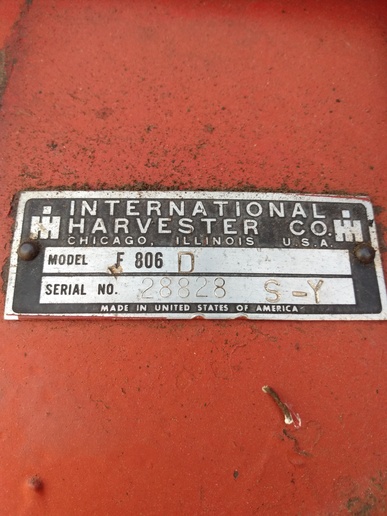 INTERNATIONAL
HARVESTER CO.
CHICAGO, ILLINOIS U.S.A.
MODEL F 806 D
SERIAL NO. 28828 S-Y
MADE IN UNITED STATES OF AMERICA